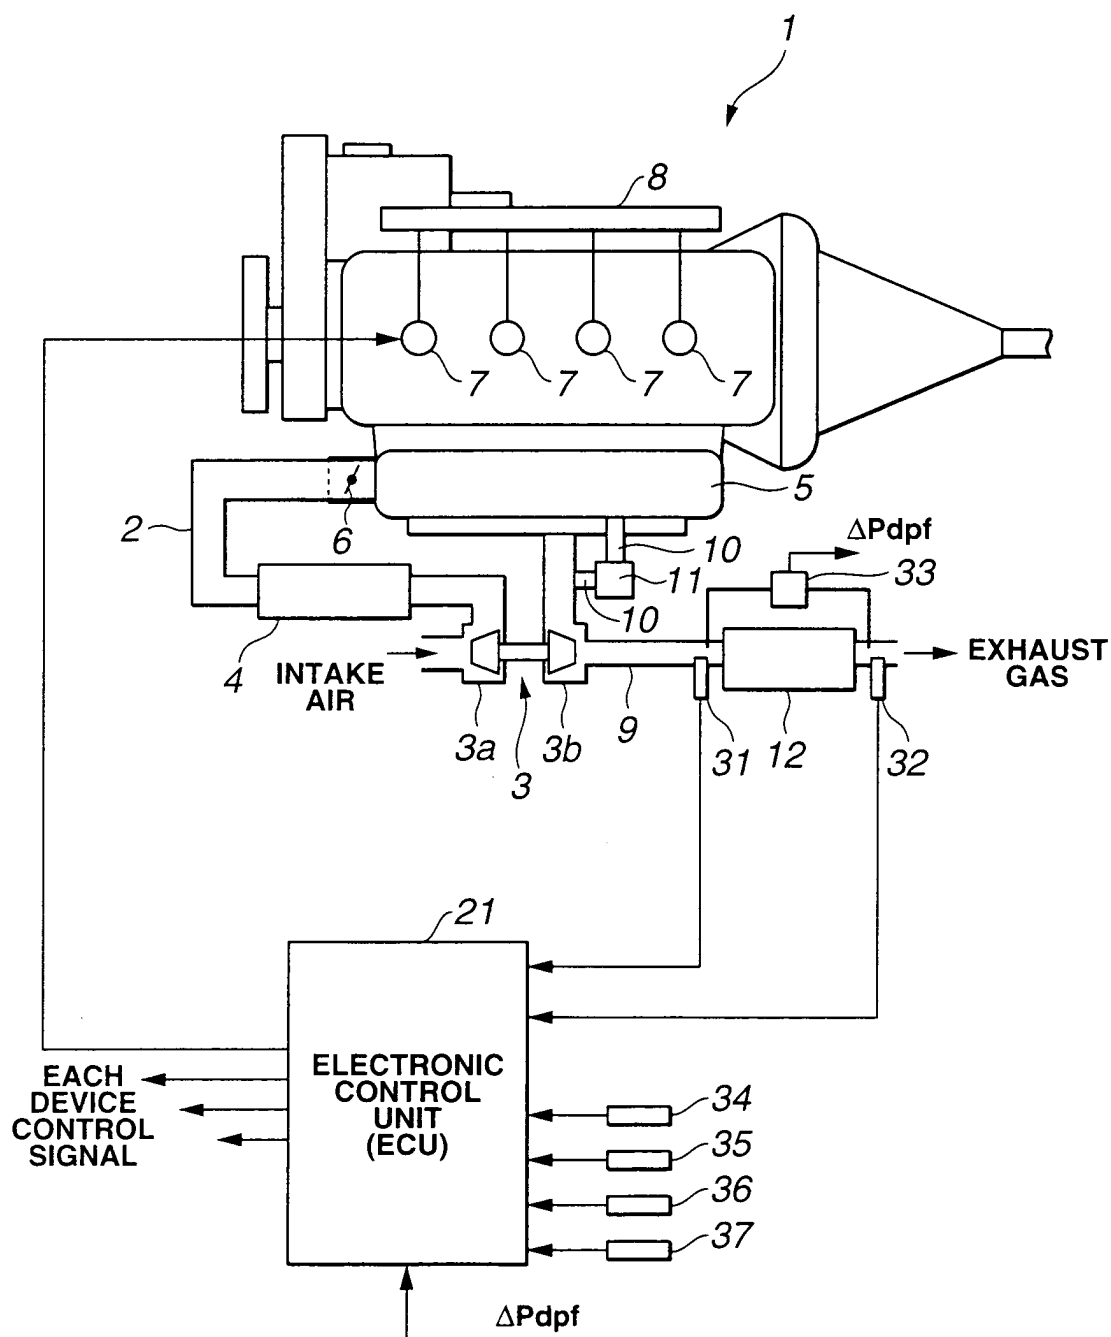 1
8
7
7
7
7
5
2
6
10
ΔPdpf
11
33
10
4
INTAKE
AIR
EXHAUST
GAS
3a
3b
9
31
12
32
3
21
ELECTRONIC
CONTROL
UNIT
(ECU)
EACH
DEVICE
CONTROL
SIGNAL
34
35
36
37
ΔPdpf